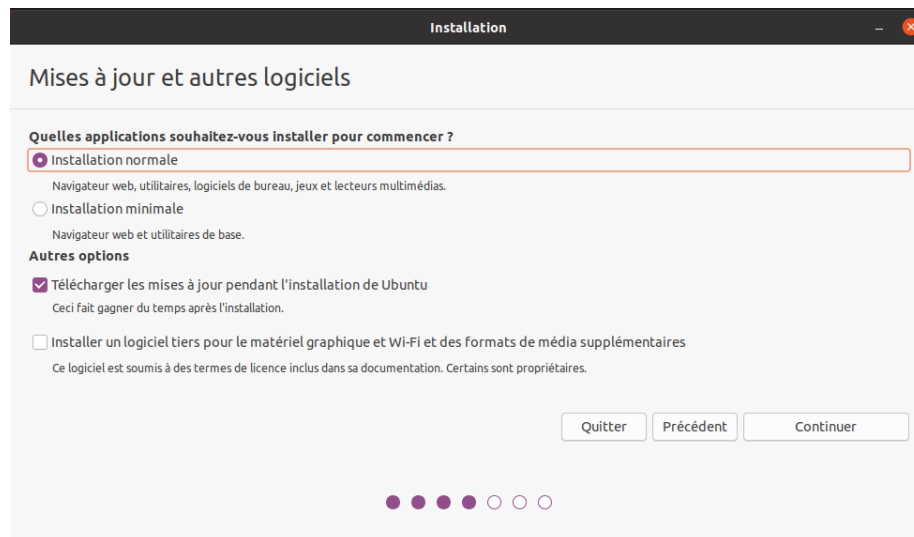 Installation
Mises à jour et autres logiciels
Quelles applications souhaitez-vous installer pour commencer ?
Installation normale
Navigateur web, utilitaires, logiciels de bureau, jeux et lecteurs multimédias.
Installation minimale
Navigateur web et utilitaires de base.
Autres options
Télécharger les mises à jour pendant l'installation de Ubuntu
Ceci fait gagner du temps après l'installation.
Installer un logiciel tiers pour le matériel graphique et Wi-Fi et des formats de média supplémentaires
Ce logiciel est soumis à des termes de licence inclus dans sa documentation. Certains sont propriétaires.
Quitter Précédent Continuer